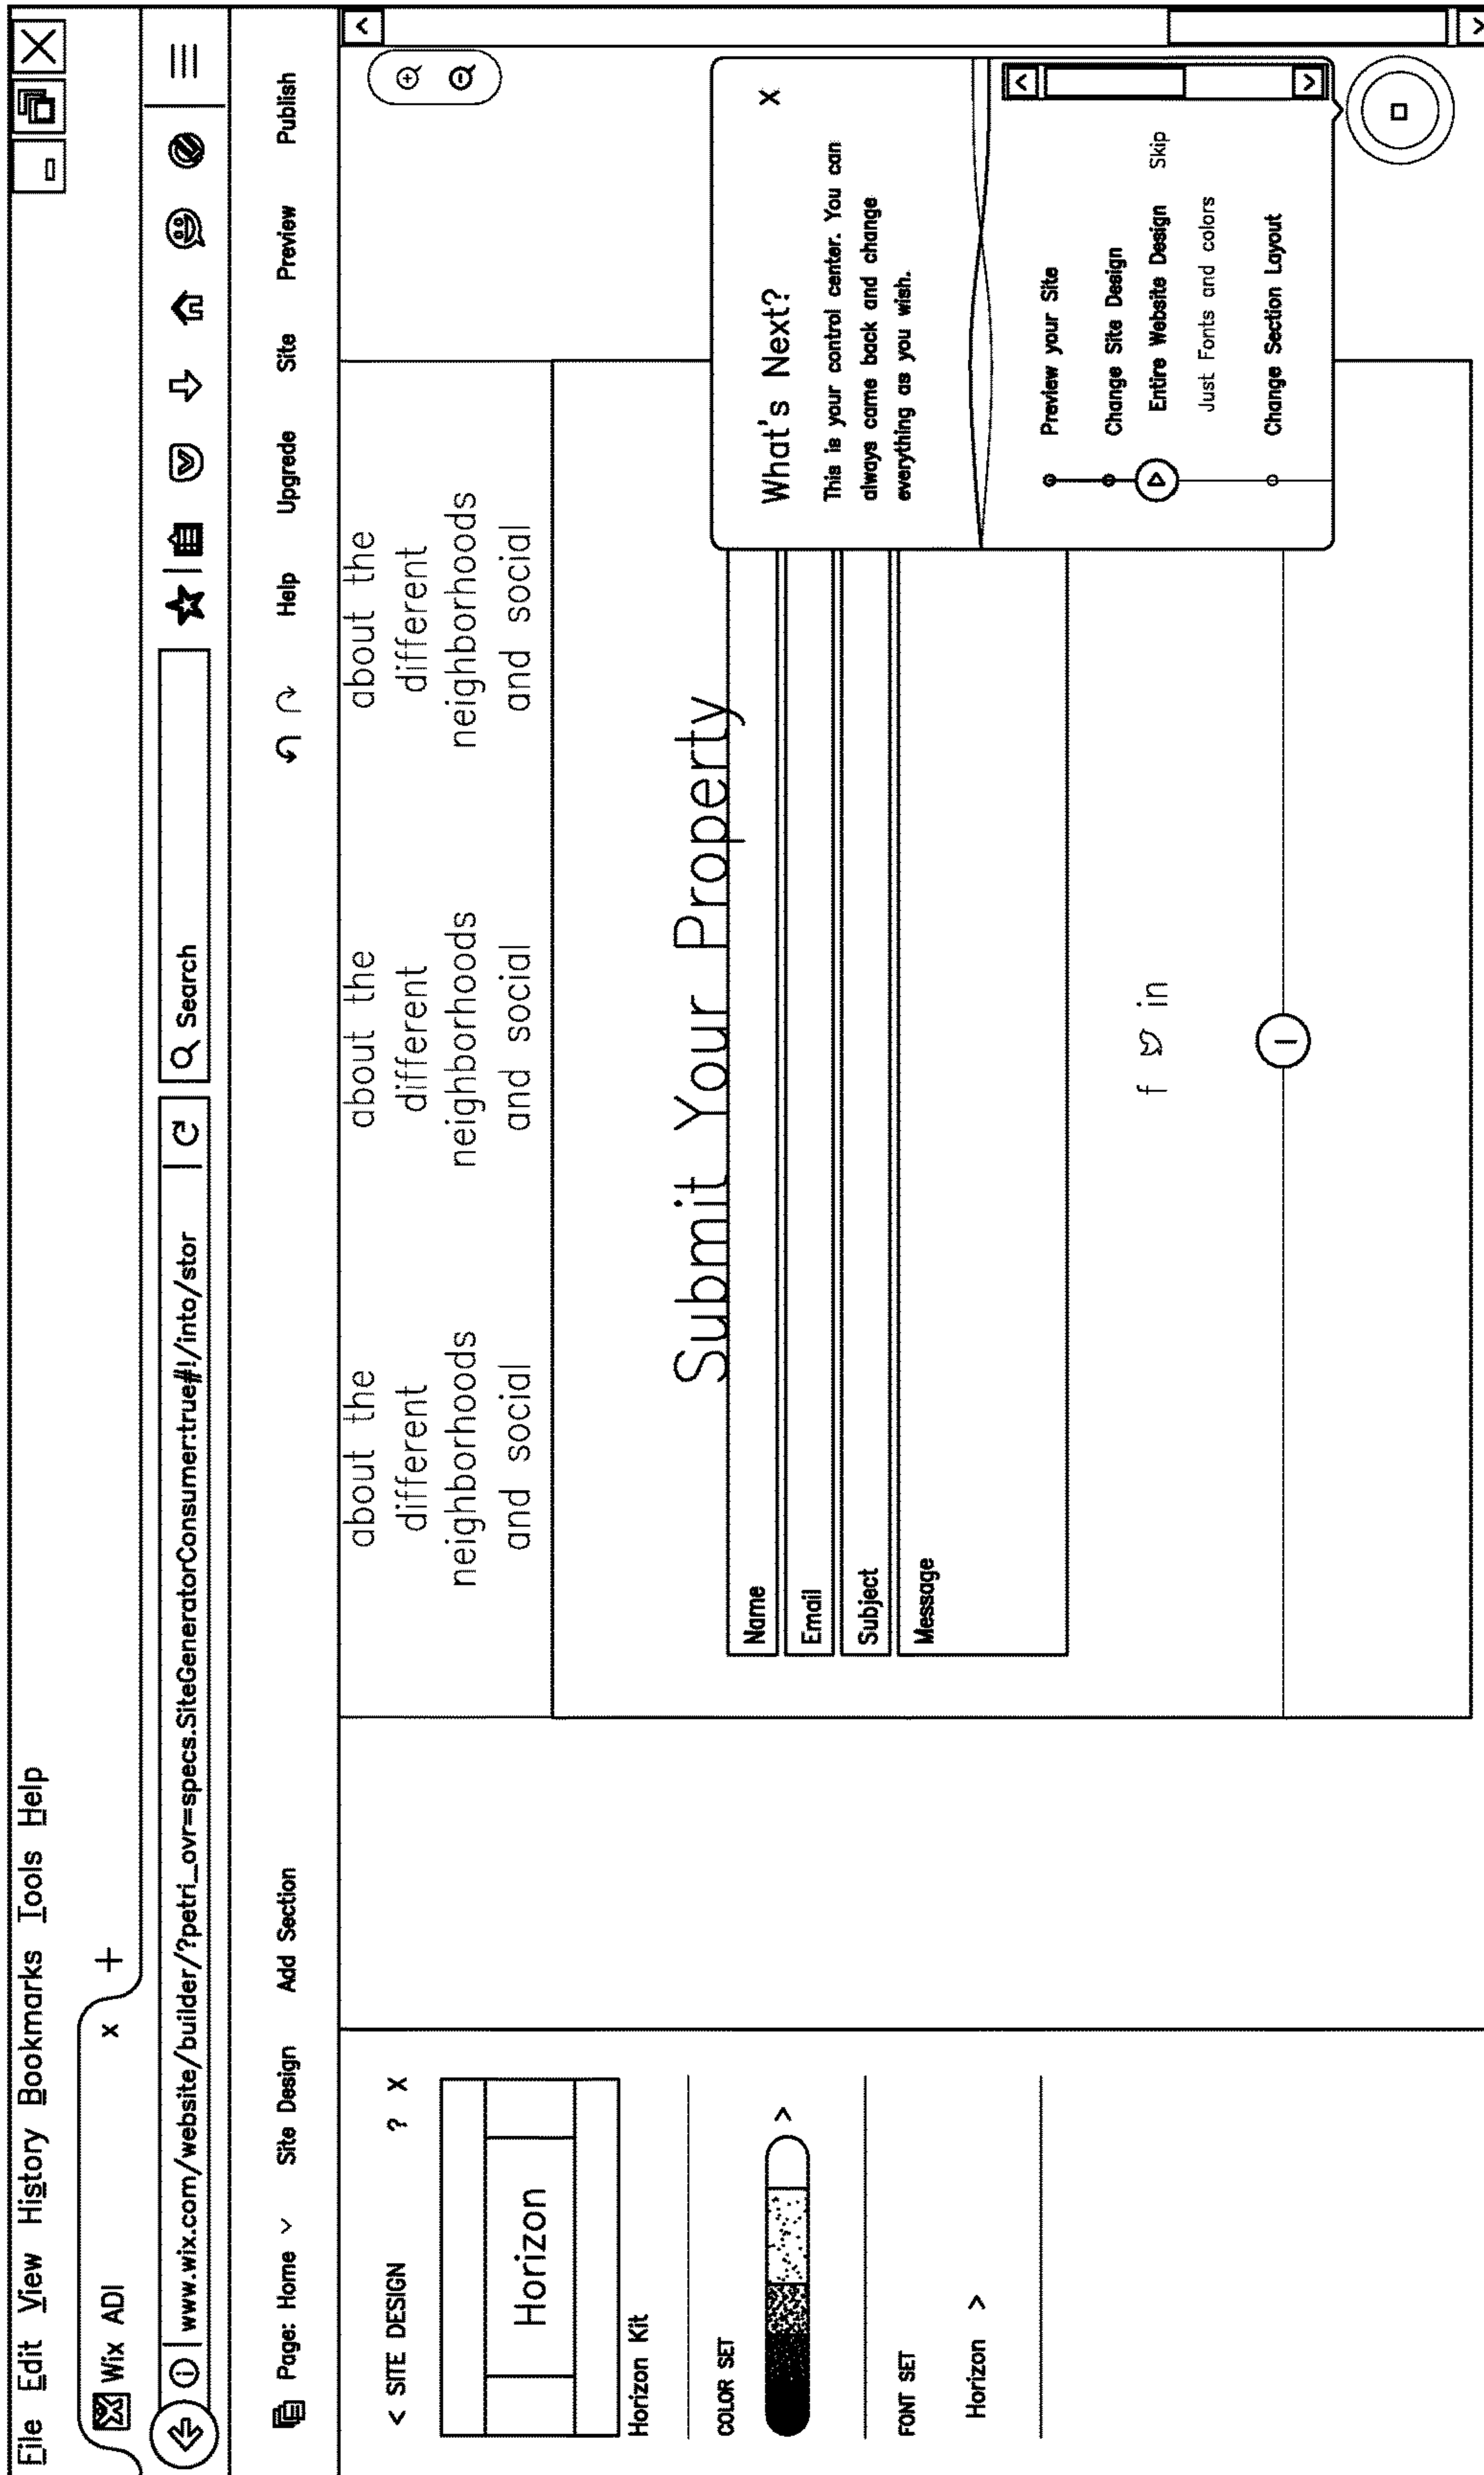 File Edit View History Bookmarks Tools Help
Wix ADI x +
www.wix.com/website/builder/?petri_ovr=specs.SiteGeneratorConsumer:true#!/into/stor
Search
Page: Home Site Design Add Section Help Upgrede Site Preview Publish
< SITE DESIGN ? X
Horizon
Horizon Kit
COLOR SET >
FONT SET
Horizon >
about the
different
neighborhoods
and social
about the
different
neighborhoods
and social
about the
different
neighborhoods
and social
Submit Your Property
Name
Email
Subject
Message
f in
What's Next? X
This is your control center. You can
always came back and change
everything as you wish.
Preview your Site
Change Site Design
Entire Website Design Skip
Just Fonts and colors
Change Section Layout